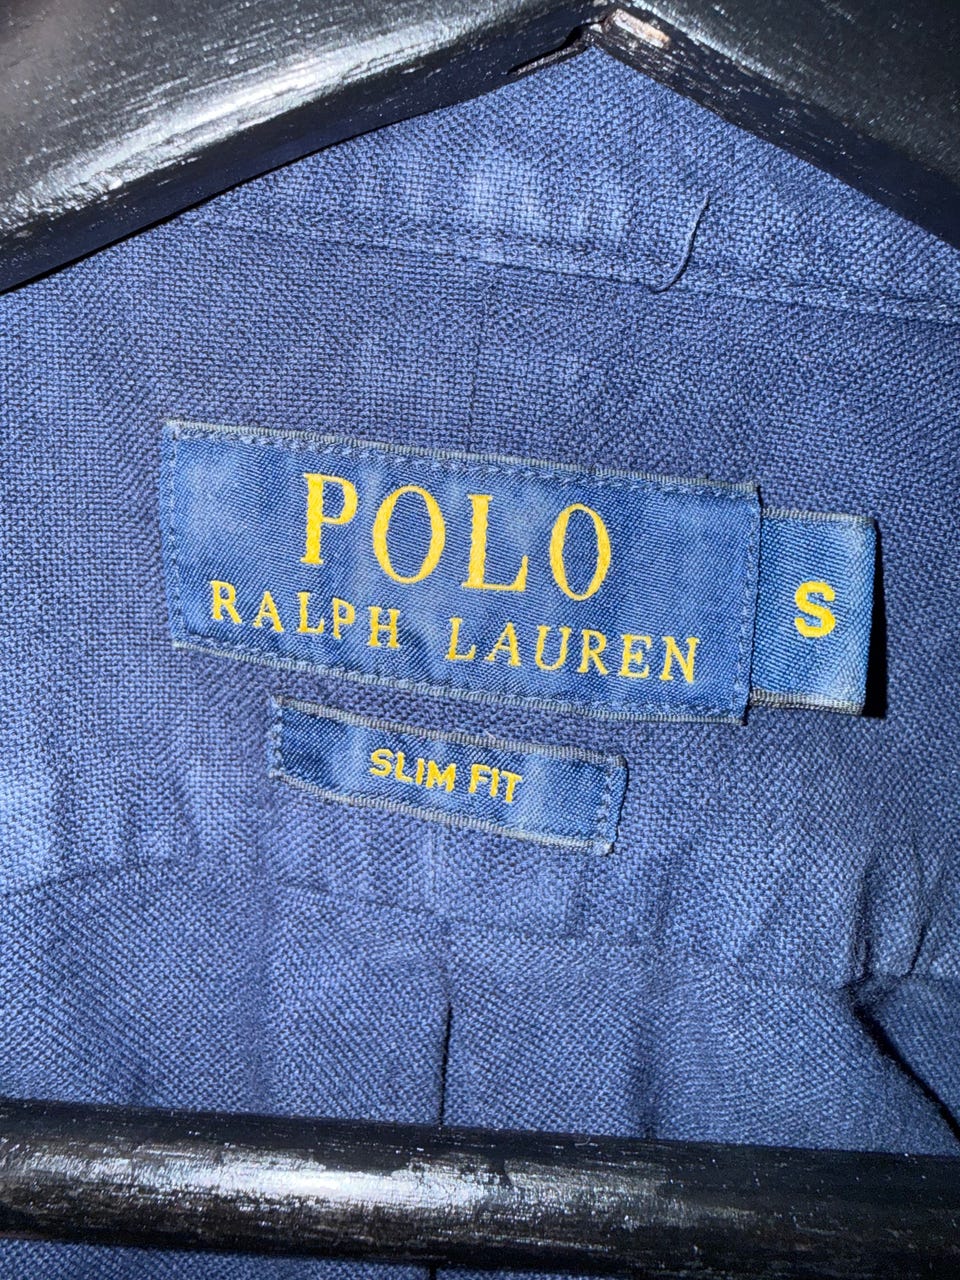 POLO
RALPH LAUREN
S
SLIM FIT